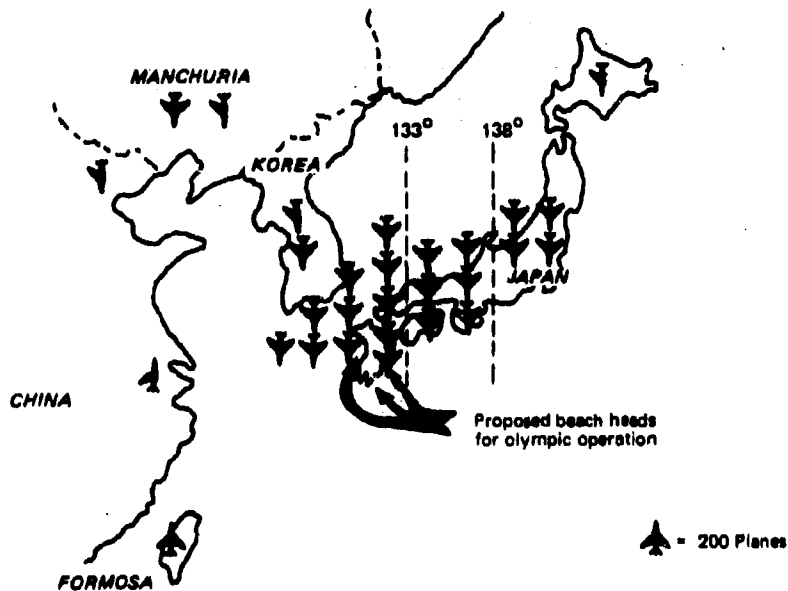 MANCHURIA
133°
138°
KOREA
JAPAN
CHINA
Proposed beach heads
for olympic operation
= 200 Planes
FORMOSA